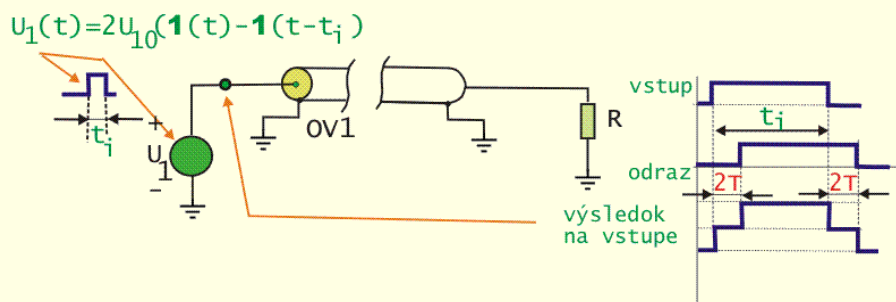 U1(t)=2U10(1(t)-1(t-ti)
ti
+
U1
-
OV1
R
vstup
ti
odraz
2T
2T
výsledok
na vstupe